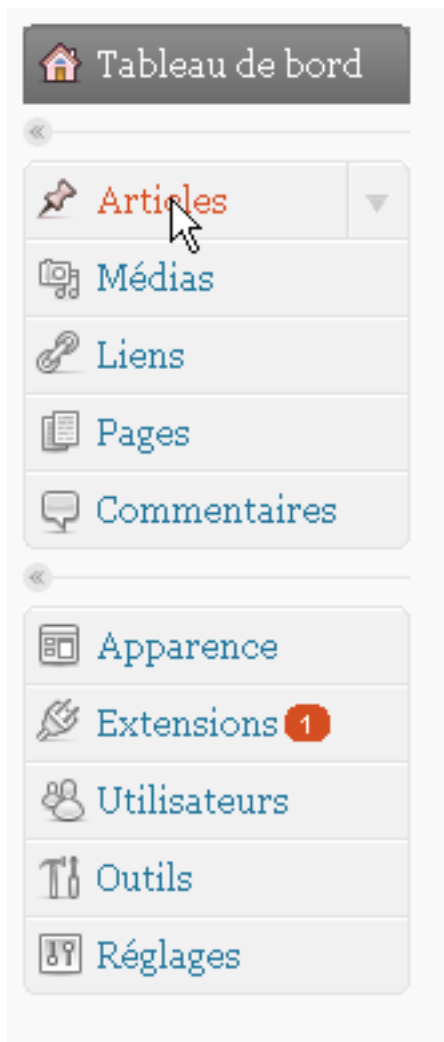 Tableau de bord
Articles
Médias
Liens
Pages
Commentaires
Apparence
Extensions 1
Utilisateurs
Outils
Réglages